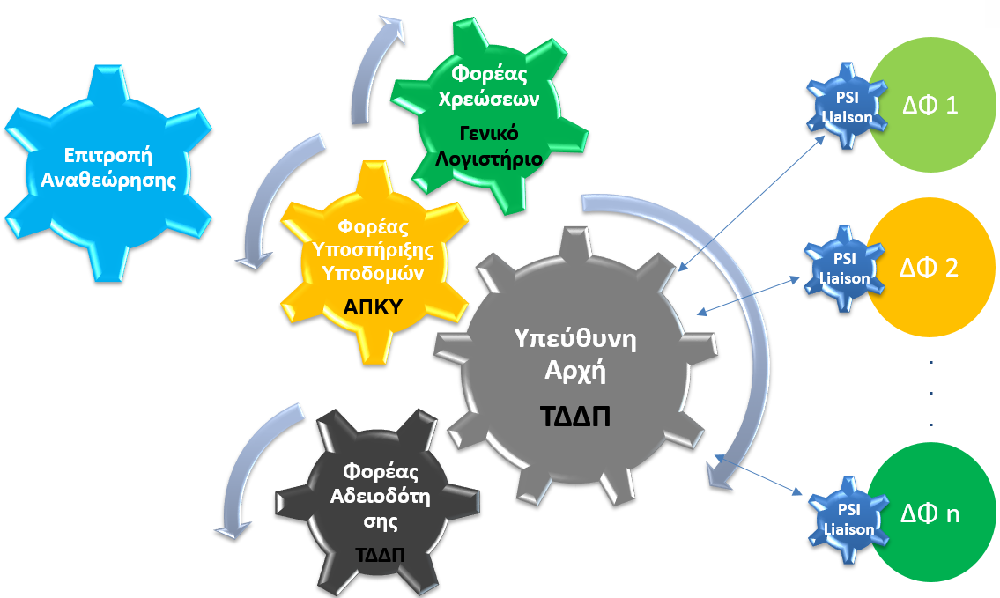 Επιτροπή
Αναθεώρησης
Φορέας
Χρεώσεων
Γενικό
Λογιστήριο
Φορέας
Υποστήριξης
Υποδομών
ΑΠΚΥ
Υπεύθυνη
Αρχή
ΤΔΔΠ
Φορέας
Αδειοδότη
σης
ΤΔΔΠ
PSI
Liaison
ΔΦ 1
PSI
Liaison
ΔΦ 2
.
.
.
PSI
Liaison
ΔΦ n